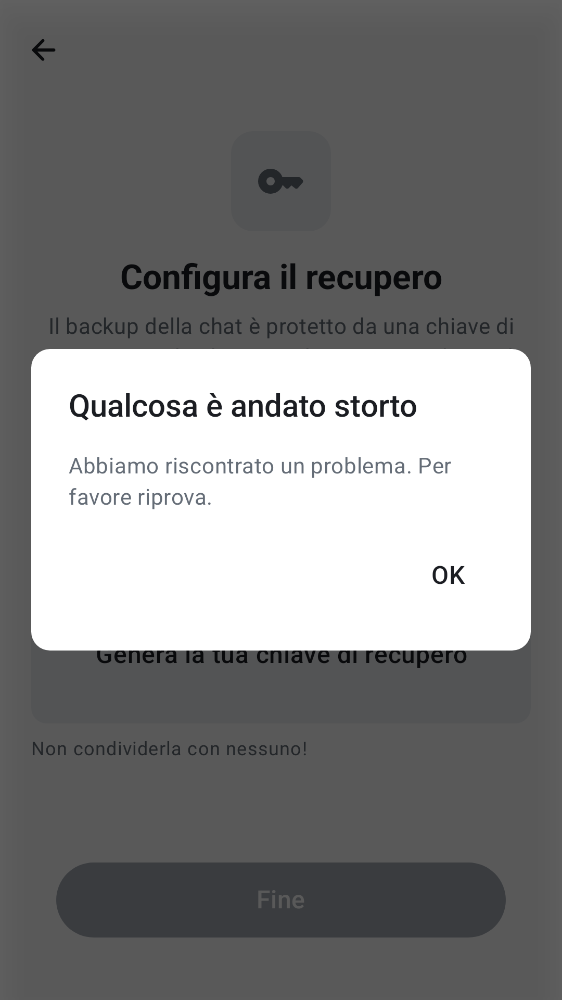 Configura il recupero
Il backup della chat è protetto da una chiave di
Qualcosa è andato storto
Abbiamo riscontrato un problema. Per
favore riprova.
OK
Genera la tua chiave di recupero
Non condividerla con nessuno!
Fine